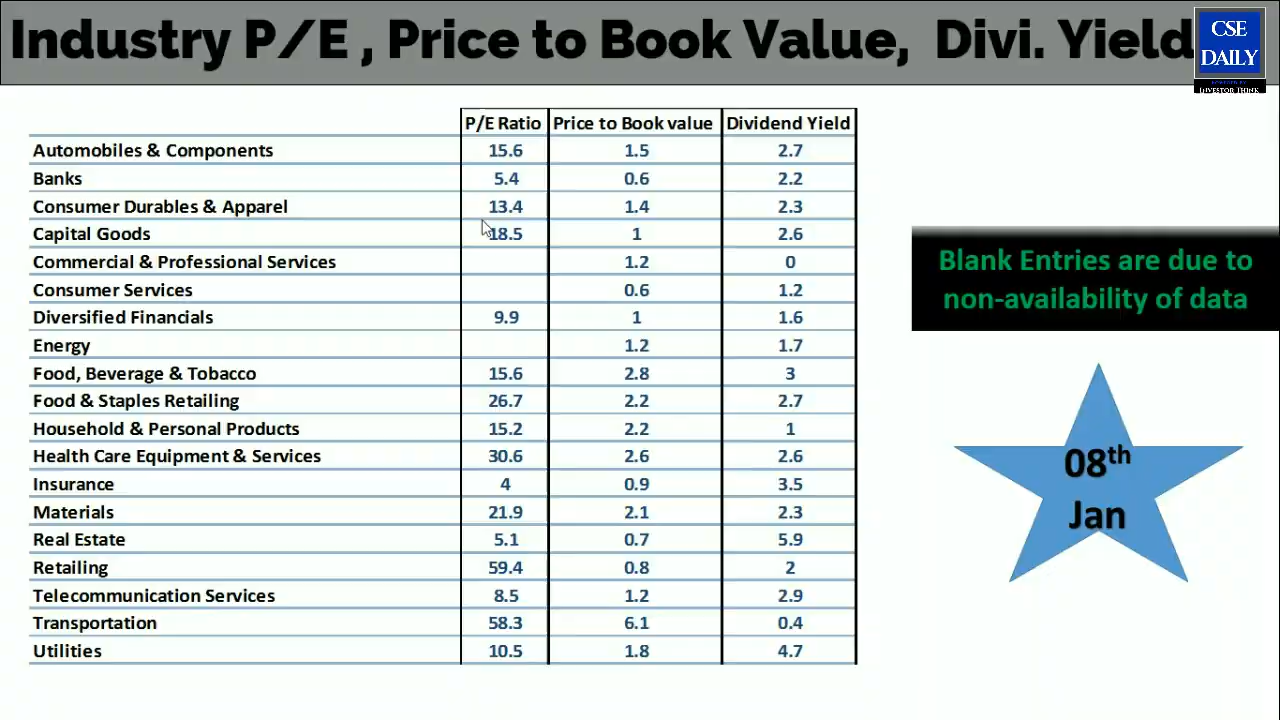 Industry P/E , Price to Book Value, Divi. Yield
CSE
DAILY
POWERED BY
INVESTOR THINK
P/E Ratio Price to Book value Dividend Yield
Automobiles & Components 15.6 1.5 2.7
Banks 5.4 0.6 2.2
Consumer Durables & Apparel 13.4 1.4 2.3
Capital Goods 18.5 1 2.6
Commercial & Professional Services 1.2 0
Consumer Services 0.6 1.2
Diversified Financials 9.9 1 1.6
Energy 1.2 1.7
Food, Beverage & Tobacco 15.6 2.8 3
Food & Staples Retailing 26.7 2.2 2.7
Household & Personal Products 15.2 2.2 1
Health Care Equipment & Services 30.6 2.6 2.6
Insurance 4 0.9 3.5
Materials 21.9 2.1 2.3
Real Estate 5.1 0.7 5.9
Retailing 59.4 0.8 2
Telecommunication Services 8.5 1.2 2.9
Transportation 58.3 6.1 0.4
Utilities 10.5 1.8 4.7
Blank Entries are due to
non-availability of data
08th
Jan